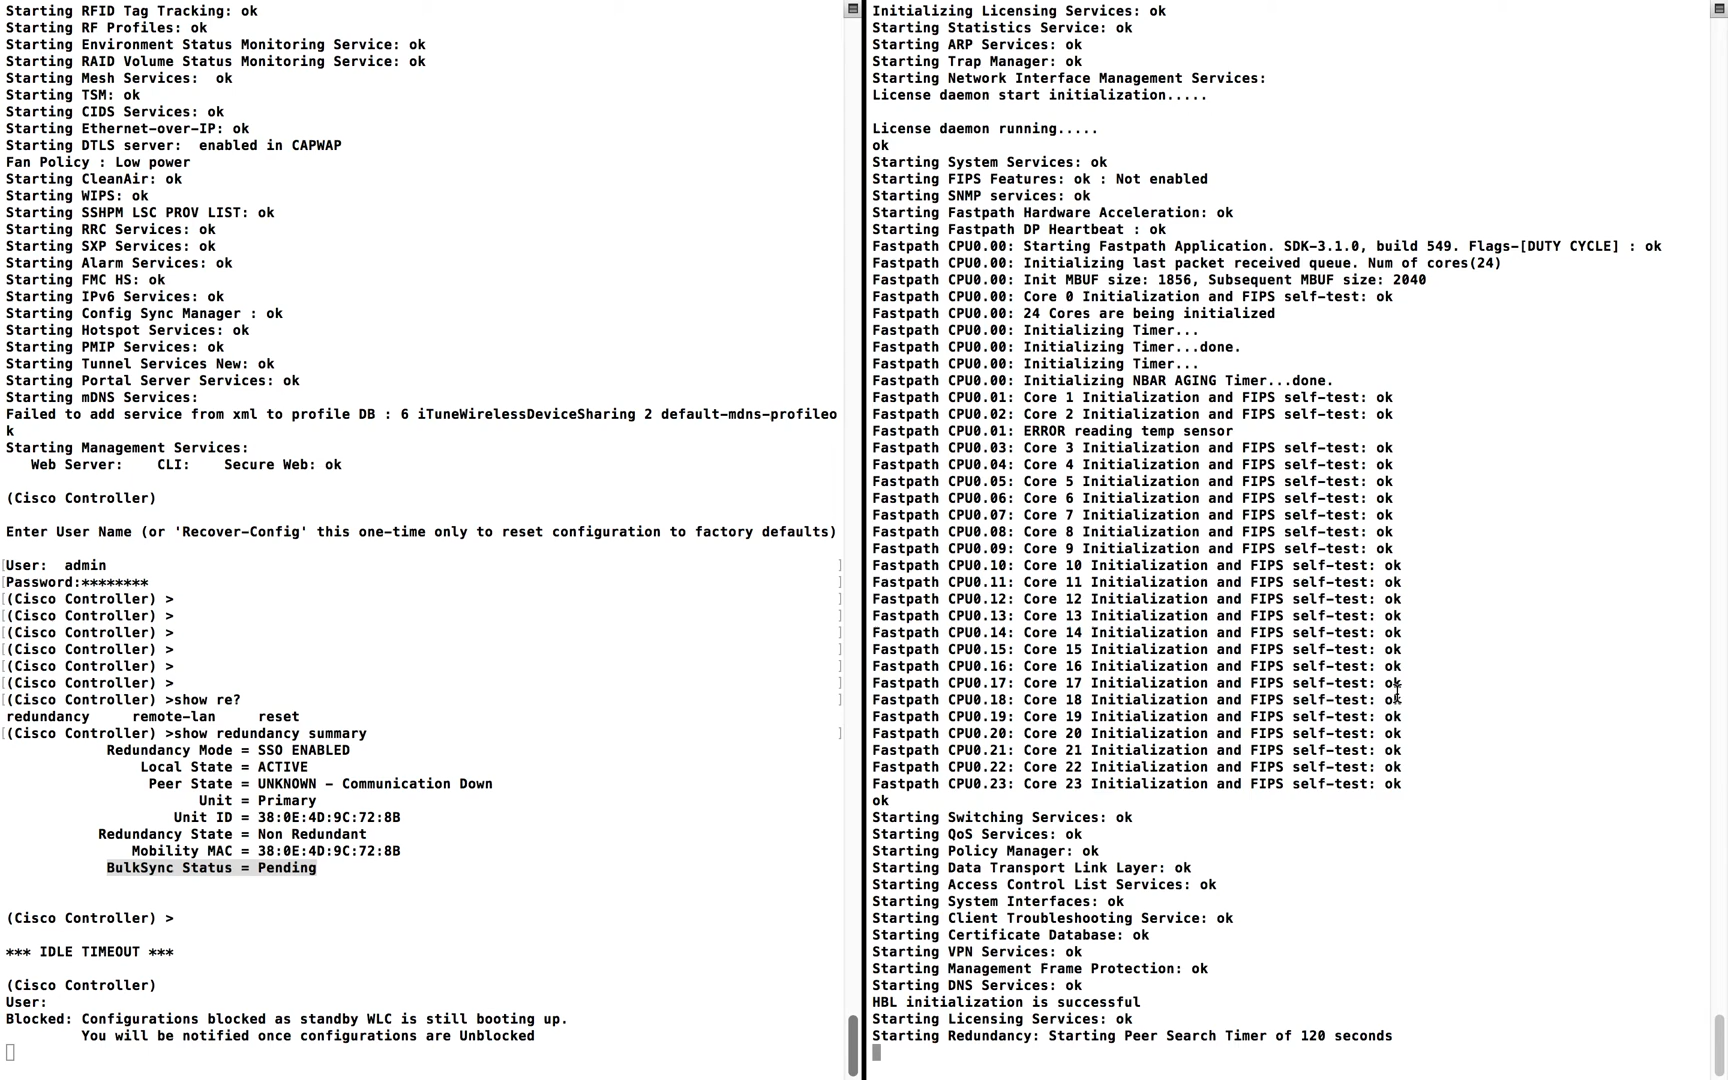 Starting RFID Tag Tracking: ok
Starting RF Profiles: ok
Starting Environment Status Monitoring Service: ok
Starting RAID Volume Status Monitoring Service: ok
Starting Mesh Services:  ok
Starting TSM: ok
Starting CIDS Services: ok
Starting Ethernet-over-IP: ok
Starting DTLS server:  enabled in CAPWAP
Fan Policy : Low power
Starting CleanAir: ok
Starting WIPS: ok
Starting SSHPM LSC PROV LIST: ok
Starting RRC Services: ok
Starting SXP Services: ok
Starting Alarm Services: ok
Starting FMC HS: ok
Starting IPv6 Services: ok
Starting Config Sync Manager : ok
Starting Hotspot Services: ok
Starting PMIP Services: ok
Starting Tunnel Services New: ok
Starting Portal Server Services: ok
Starting mDNS Services:
Failed to add service from xml to profile DB : 6 iTuneWirelessDeviceSharing 2 default-mdns-profileo
k
Starting Management Services:
   Web Server:    CLI:    Secure Web: ok
(Cisco Controller)
Enter User Name (or 'Recover-Config' this one-time only to reset configuration to factory defaults)
[User:  admin ]
[Password:******** ]
[(Cisco Controller) > ]
[(Cisco Controller) > ]
[(Cisco Controller) > ]
[(Cisco Controller) > ]
[(Cisco Controller) > ]
[(Cisco Controller) > ]
(Cisco Controller) >show re?
redundancy     remote-lan     reset
[(Cisco Controller) >show redundancy summary ]
Redundancy Mode = SSO ENABLED
Local State = ACTIVE
Peer State = UNKNOWN - Communication Down
Unit = Primary
Unit ID = 38:0E:4D:9C:72:8B
Redundancy State = Non Redundant
Mobility MAC = 38:0E:4D:9C:72:8B
BulkSync Status = Pending
(Cisco Controller) >
*** IDLE TIMEOUT ***
(Cisco Controller)
User:
Blocked: Configurations blocked as standby WLC is still booting up.
You will be notified once configurations are Unblocked
Initializing Licensing Services: ok
Starting Statistics Service: ok
Starting ARP Services: ok
Starting Trap Manager: ok
Starting Network Interface Management Services:
License daemon start initialization.....
License daemon running.....
ok
Starting System Services: ok
Starting FIPS Features: ok : Not enabled
Starting SNMP services: ok
Starting Fastpath Hardware Acceleration: ok
Starting Fastpath DP Heartbeat : ok
Fastpath CPU0.00: Starting Fastpath Application. SDK-3.1.0, build 549. Flags-[DUTY CYCLE] : ok
Fastpath CPU0.00: Initializing last packet received queue. Num of cores(24)
Fastpath CPU0.00: Init MBUF size: 1856, Subsequent MBUF size: 2040
Fastpath CPU0.00: Core 0 Initialization and FIPS self-test: ok
Fastpath CPU0.00: 24 Cores are being initialized
Fastpath CPU0.00: Initializing Timer...
Fastpath CPU0.00: Initializing Timer...done.
Fastpath CPU0.00: Initializing Timer...
Fastpath CPU0.00: Initializing NBAR AGING Timer...done.
Fastpath CPU0.01: Core 1 Initialization and FIPS self-test: ok
Fastpath CPU0.02: Core 2 Initialization and FIPS self-test: ok
Fastpath CPU0.01: ERROR reading temp sensor
Fastpath CPU0.03: Core 3 Initialization and FIPS self-test: ok
Fastpath CPU0.04: Core 4 Initialization and FIPS self-test: ok
Fastpath CPU0.05: Core 5 Initialization and FIPS self-test: ok
Fastpath CPU0.06: Core 6 Initialization and FIPS self-test: ok
Fastpath CPU0.07: Core 7 Initialization and FIPS self-test: ok
Fastpath CPU0.08: Core 8 Initialization and FIPS self-test: ok
Fastpath CPU0.09: Core 9 Initialization and FIPS self-test: ok
Fastpath CPU0.10: Core 10 Initialization and FIPS self-test: ok
Fastpath CPU0.11: Core 11 Initialization and FIPS self-test: ok
Fastpath CPU0.12: Core 12 Initialization and FIPS self-test: ok
Fastpath CPU0.13: Core 13 Initialization and FIPS self-test: ok
Fastpath CPU0.14: Core 14 Initialization and FIPS self-test: ok
Fastpath CPU0.15: Core 15 Initialization and FIPS self-test: ok
Fastpath CPU0.16: Core 16 Initialization and FIPS self-test: ok
Fastpath CPU0.17: Core 17 Initialization and FIPS self-test: ok
Fastpath CPU0.18: Core 18 Initialization and FIPS self-test: ok
Fastpath CPU0.19: Core 19 Initialization and FIPS self-test: ok
Fastpath CPU0.20: Core 20 Initialization and FIPS self-test: ok
Fastpath CPU0.21: Core 21 Initialization and FIPS self-test: ok
Fastpath CPU0.22: Core 22 Initialization and FIPS self-test: ok
Fastpath CPU0.23: Core 23 Initialization and FIPS self-test: ok
ok
Starting Switching Services: ok
Starting QoS Services: ok
Starting Policy Manager: ok
Starting Data Transport Link Layer: ok
Starting Access Control List Services: ok
Starting System Interfaces: ok
Starting Client Troubleshooting Service: ok
Starting Certificate Database: ok
Starting VPN Services: ok
Starting Management Frame Protection: ok
Starting DNS Services: ok
HBL initialization is successful
Starting Licensing Services: ok
Starting Redundancy: Starting Peer Search Timer of 120 seconds